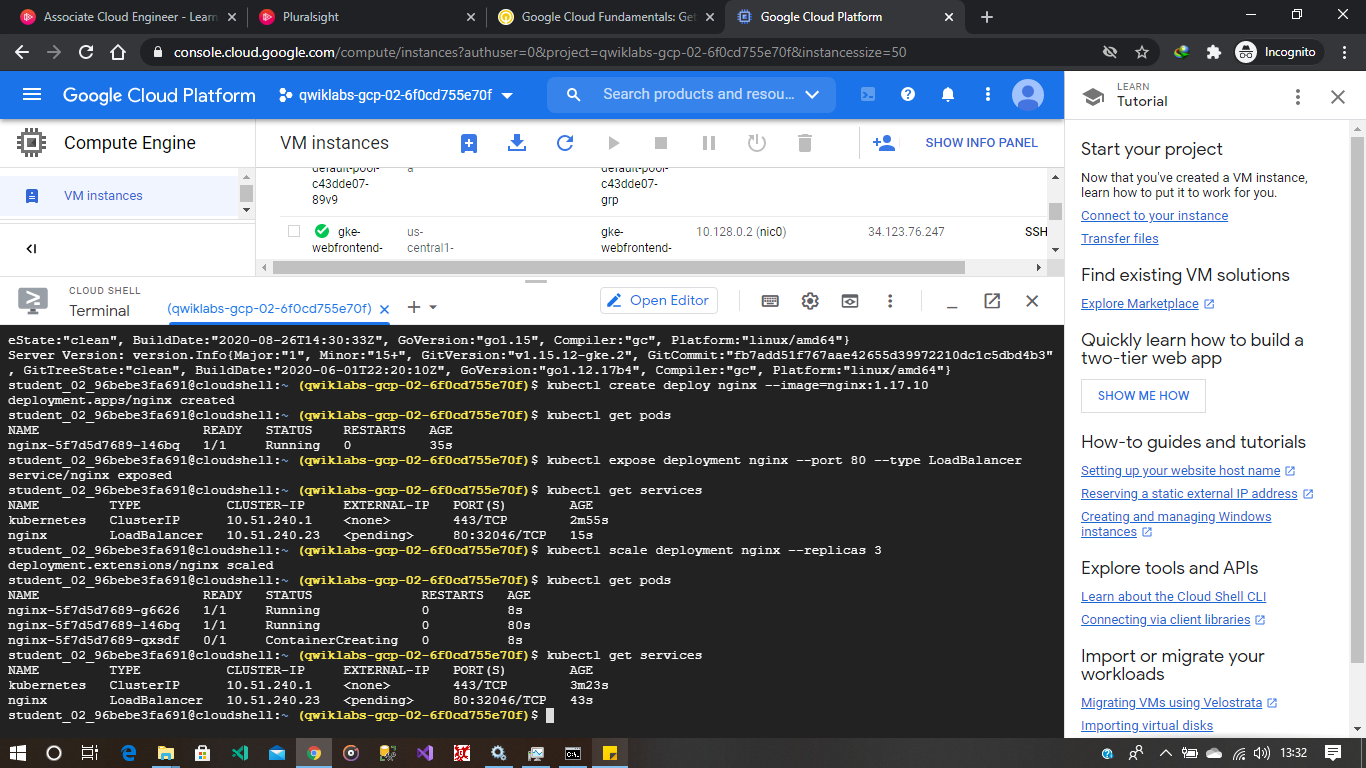 Associate Cloud Engineer - Learn
Pluralsight
Google Cloud Fundamentals: Get
Google Cloud Platform
console.cloud.google.com/compute/instances?authuser=0&project=qwiklabs-gcp-02-6f0cd755e70f&instancessize=50
Incognito
Google Cloud Platform
qwiklabs-gcp-02-6f0cd755e70f
Search products and resou...
LEARN
Tutorial
Compute Engine
VM instances
SHOW INFO PANEL
VM instances
default-pool-
c43dde07-
89v9
a
default-pool-
c43dde07-
grp
gke-
webfrontend-
us-
central1-
gke-
webfrontend-
10.128.0.2 (nic0)
34.123.76.247
SSH
Start your project
Now that you've created a VM instance,
learn how to put it to work for you.
Connect to your instance
Transfer files
Find existing VM solutions
Explore Marketplace
Quickly learn how to build a
two-tier web app
SHOW ME HOW
How-to guides and tutorials
Setting up your website host name
Reserving a static external IP address
Creating and managing Windows
instances
Explore tools and APIs
Learn about the Cloud Shell CLI
Connecting via client libraries
Import or migrate your
workloads
Migrating VMs using Velostrata
Importing virtual disks
CLOUD SHELL
Terminal
(qwiklabs-gcp-02-6f0cd755e70f)
Open Editor
eState:"clean", BuildDate:"2020-08-26T14:30:33Z", GoVersion:"go1.15", Compiler:"gc", Platform:"linux/amd64"}
Server Version: version.Info{Major:"1", Minor:"15+", GitVersion:"v1.15.12-gke.2", GitCommit:"fb7add51f767aae42655d39972210dc1c5dbd4b3"
, GitTreeState:"clean", BuildDate:"2020-06-01T22:20:10Z", GoVersion:"go1.12.17b4", Compiler:"gc", Platform:"linux/amd64"}
student_02_96bebe3fa691@cloudshell:~ (qwiklabs-gcp-02-6f0cd755e70f)$ kubectl create deploy nginx --image=nginx:1.17.10
deployment.apps/nginx created
student_02_96bebe3fa691@cloudshell:~ (qwiklabs-gcp-02-6f0cd755e70f)$ kubectl get pods
NAME READY STATUS RESTARTS AGE
nginx-5f7d5d7689-l46bq 1/1 Running 0 35s
student_02_96bebe3fa691@cloudshell:~ (qwiklabs-gcp-02-6f0cd755e70f)$ kubectl expose deployment nginx --port 80 --type LoadBalancer
service/nginx exposed
student_02_96bebe3fa691@cloudshell:~ (qwiklabs-gcp-02-6f0cd755e70f)$ kubectl get services
NAME TYPE CLUSTER-IP EXTERNAL-IP PORT(S) AGE
kubernetes ClusterIP 10.51.240.1 <none> 443/TCP 2m55s
nginx LoadBalancer 10.51.240.23 <pending> 80:32046/TCP 15s
student_02_96bebe3fa691@cloudshell:~ (qwiklabs-gcp-02-6f0cd755e70f)$ kubectl scale deployment nginx --replicas 3
deployment.extensions/nginx scaled
student_02_96bebe3fa691@cloudshell:~ (qwiklabs-gcp-02-6f0cd755e70f)$ kubectl get pods
NAME READY STATUS RESTARTS AGE
nginx-5f7d5d7689-g6626 1/1 Running 0 8s
nginx-5f7d5d7689-l46bq 1/1 Running 0 80s
nginx-5f7d5d7689-qxsdf 0/1 ContainerCreating 0 8s
student_02_96bebe3fa691@cloudshell:~ (qwiklabs-gcp-02-6f0cd755e70f)$ kubectl get services
NAME TYPE CLUSTER-IP EXTERNAL-IP PORT(S) AGE
kubernetes ClusterIP 10.51.240.1 <none> 443/TCP 3m23s
nginx LoadBalancer 10.51.240.23 <pending> 80:32046/TCP 43s
student_02_96bebe3fa691@cloudshell:~ (qwiklabs-gcp-02-6f0cd755e70f)$
13:32